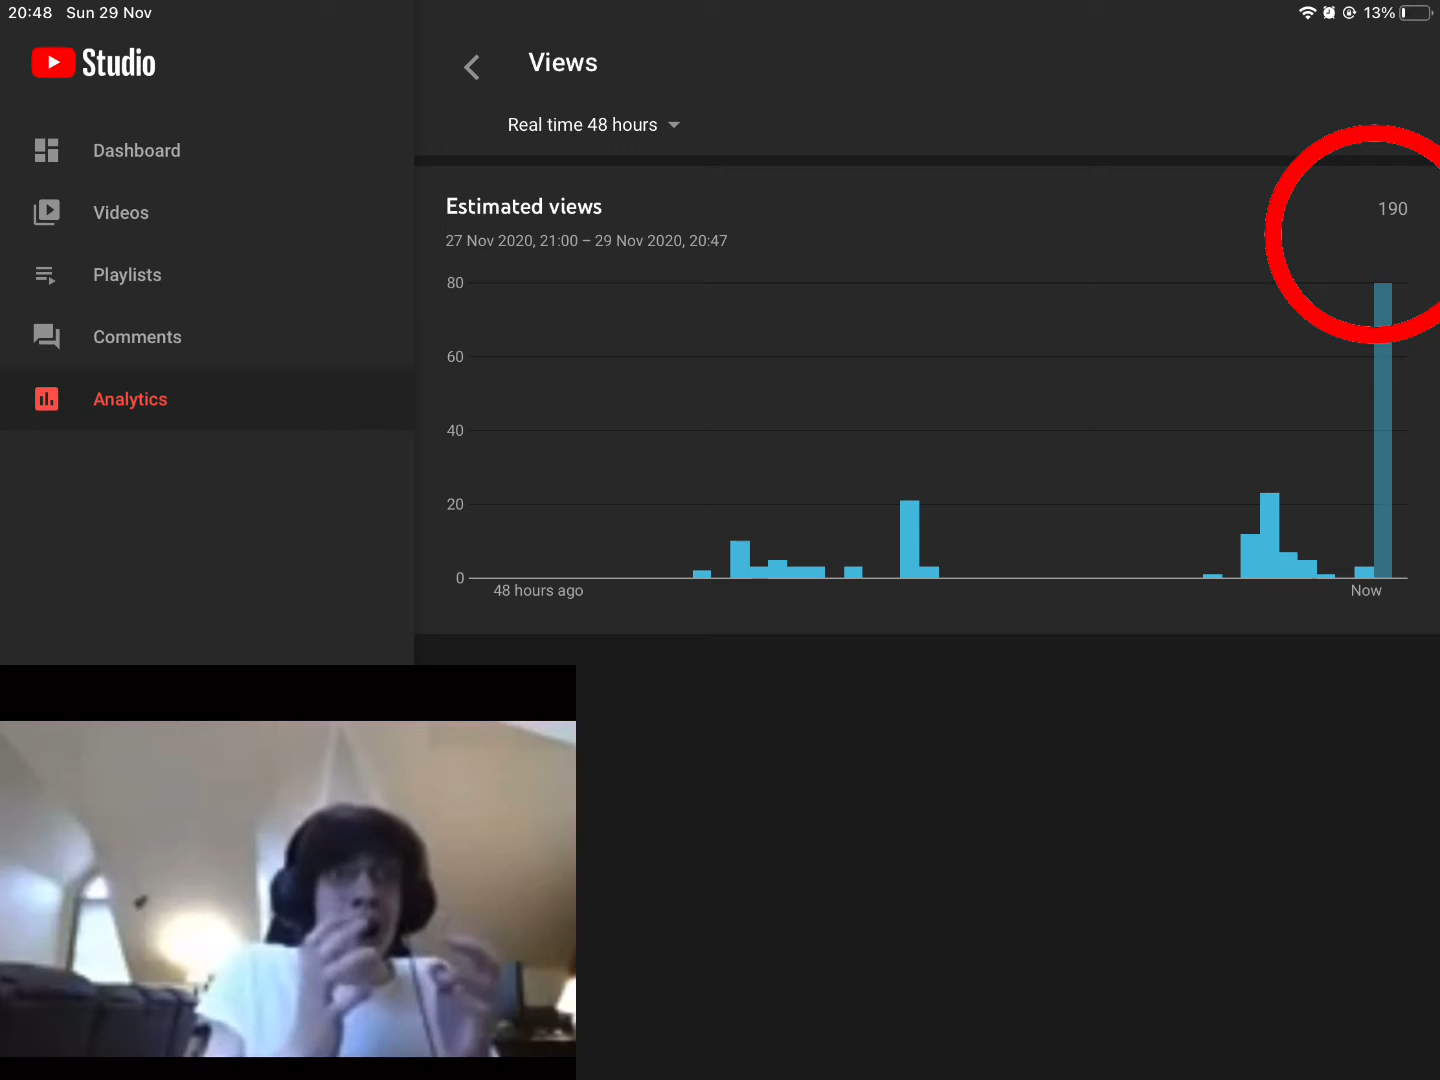 20:48 Sun 29 Nov
13%
Studio
Dashboard
Videos
Playlists
Comments
Analytics
Views
Real time 48 hours
Estimated views
190
27 Nov 2020, 21:00 – 29 Nov 2020, 20:47
80
60
40
20
0
48 hours ago
Now